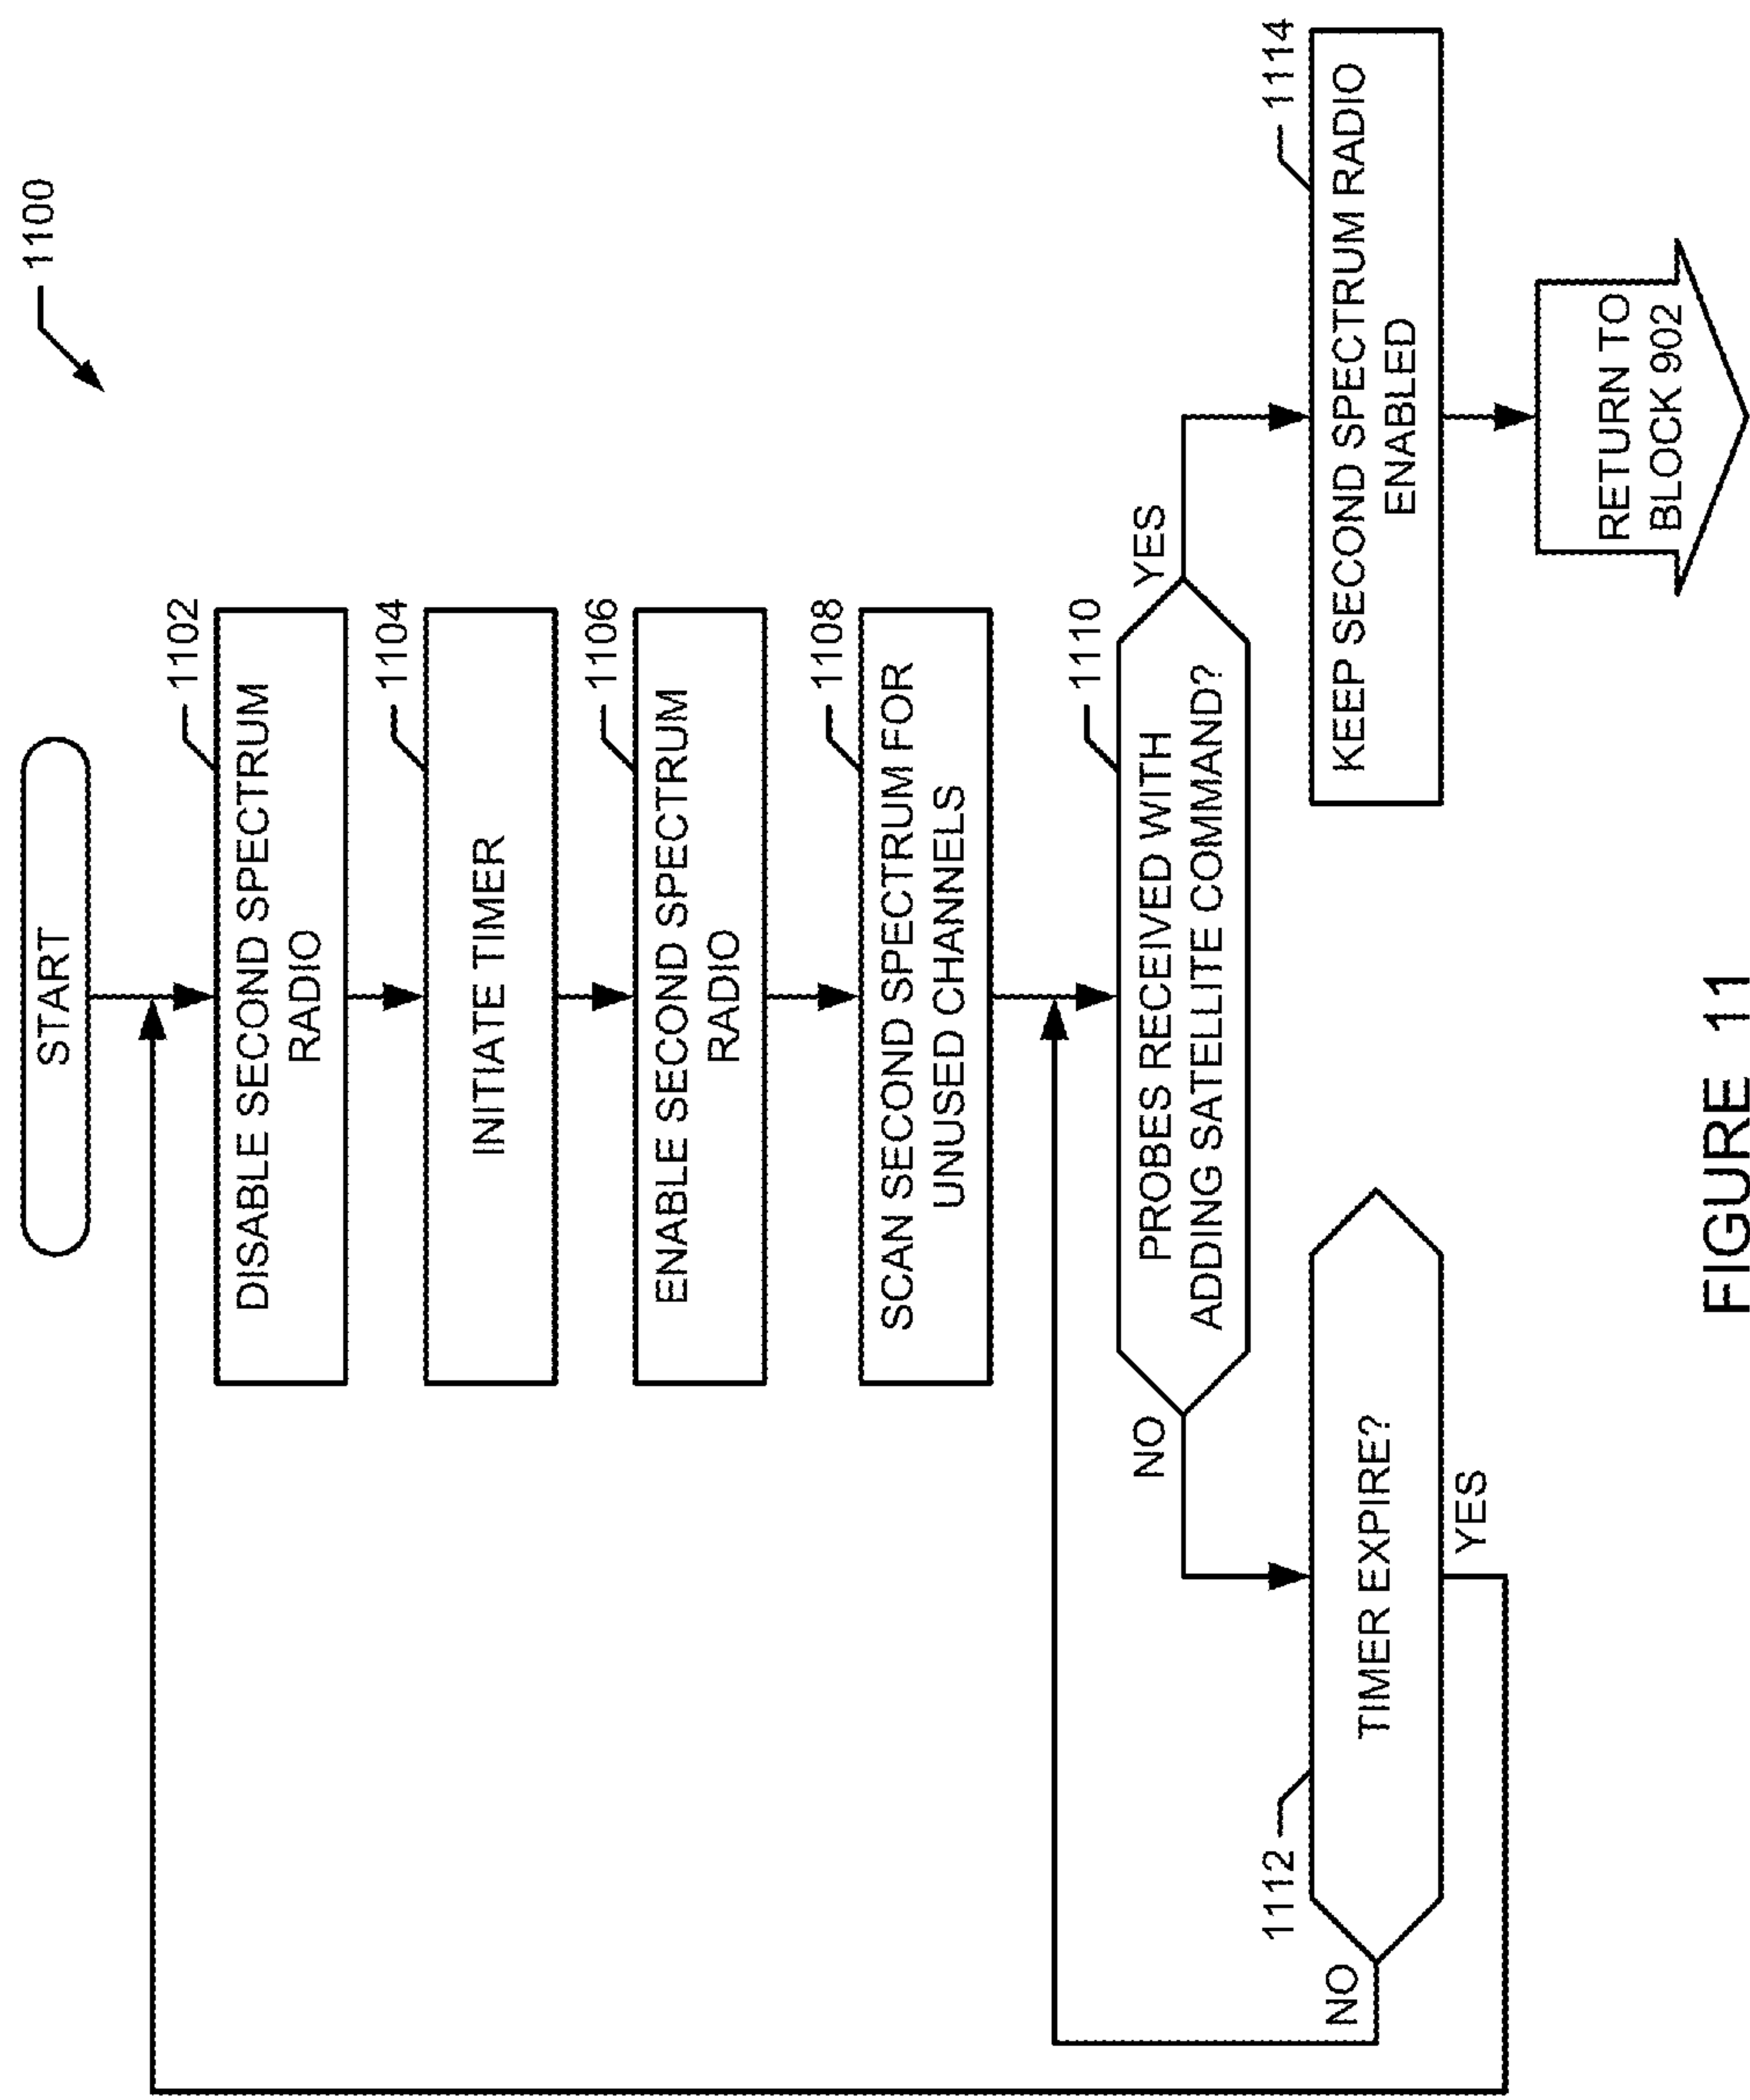 1100
START
1102
DISABLE SECOND SPECTRUM
RADIO
1104
INITIATE TIMER
1106
ENABLE SECOND SPECTRUM
RADIO
1108
SCAN SECOND SPECTRUM FOR
UNUSED CHANNELS
1110
PROBES RECEIVED WITH
ADDING SATELLITE COMMAND?
NO
YES
1112
TIMER EXPIRE?
NO
YES
1114
KEEP SECOND SPECTRUM RADIO
ENABLED
RETURN TO
BLOCK 902
FIGURE 11